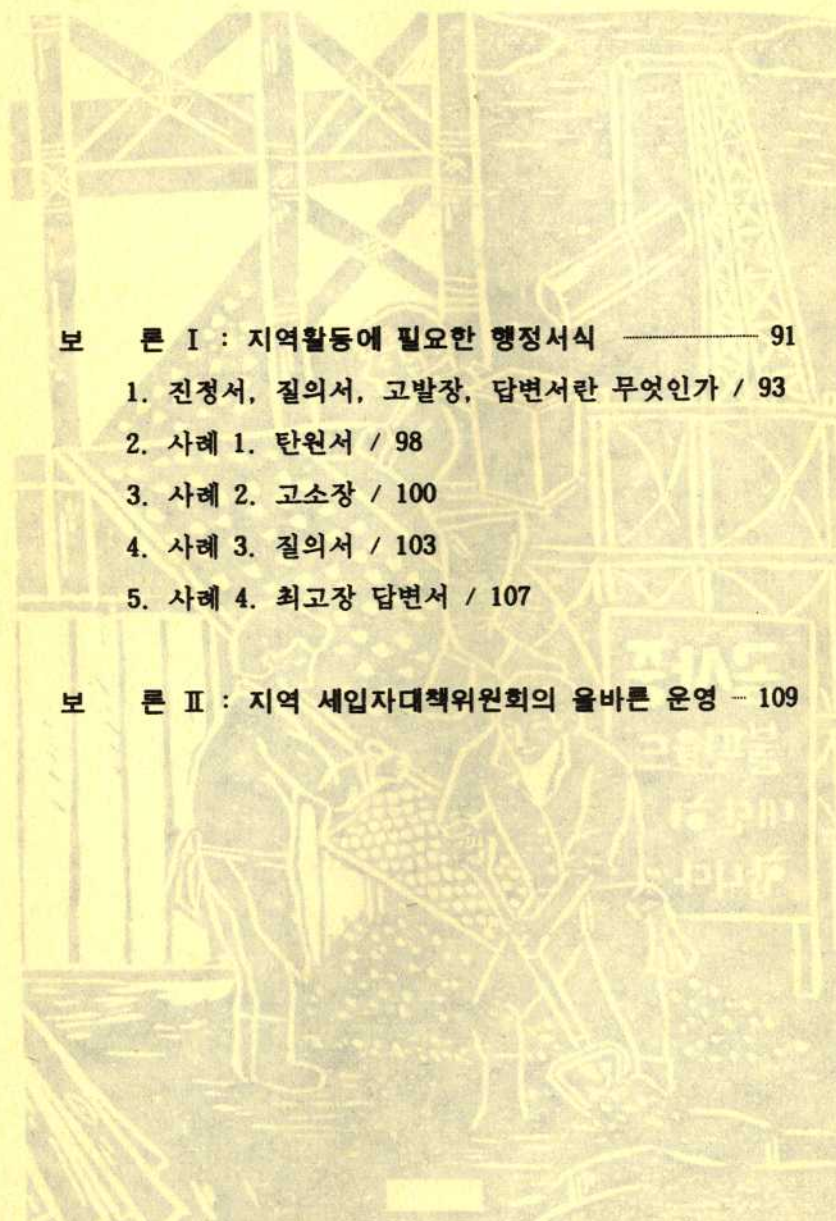 보 론 Ⅰ : 지역활동에 필요한 행정서식 ················ 91
1. 진정서, 질의서, 고발장, 답변서란 무엇인가 / 93
2. 사례 1. 탄원서 / 98
3. 사례 2. 고소장 / 100
4. 사례 3. 질의서 / 103
5. 사례 4. 최고장 답변서 / 107
보 론 Ⅱ : 지역 세입자대책위원회의 올바른 운영 ··· 109